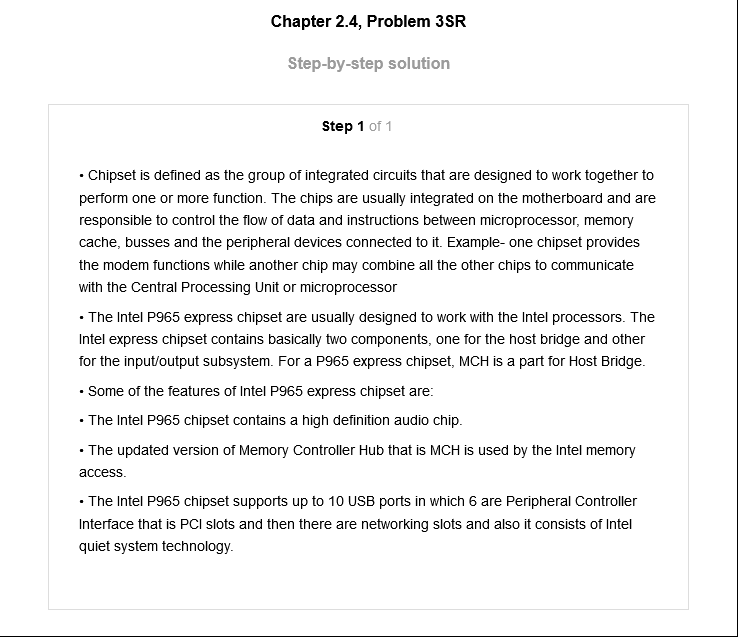 Chapter 2.4, Problem 3SR
Step-by-step solution
Step 1 of 1
• Chipset is defined as the group of integrated circuits that are designed to work together to
perform one or more function. The chips are usually integrated on the motherboard and are
responsible to control the flow of data and instructions between microprocessor, memory
cache, busses and the peripheral devices connected to it. Example- one chipset provides
the modem functions while another chip may combine all the other chips to communicate
with the Central Processing Unit or microprocessor
• The Intel P965 express chipset are usually designed to work with the Intel processors. The
Intel express chipset contains basically two components, one for the host bridge and other
for the input/output subsystem. For a P965 express chipset, MCH is a part for Host Bridge.
• Some of the features of Intel P965 express chipset are:
• The Intel P965 chipset contains a high definition audio chip.
• The updated version of Memory Controller Hub that is MCH is used by the Intel memory
access.
• The Intel P965 chipset supports up to 10 USB ports in which 6 are Peripheral Controller
Interface that is PCI slots and then there are networking slots and also it consists of Intel
quiet system technology.